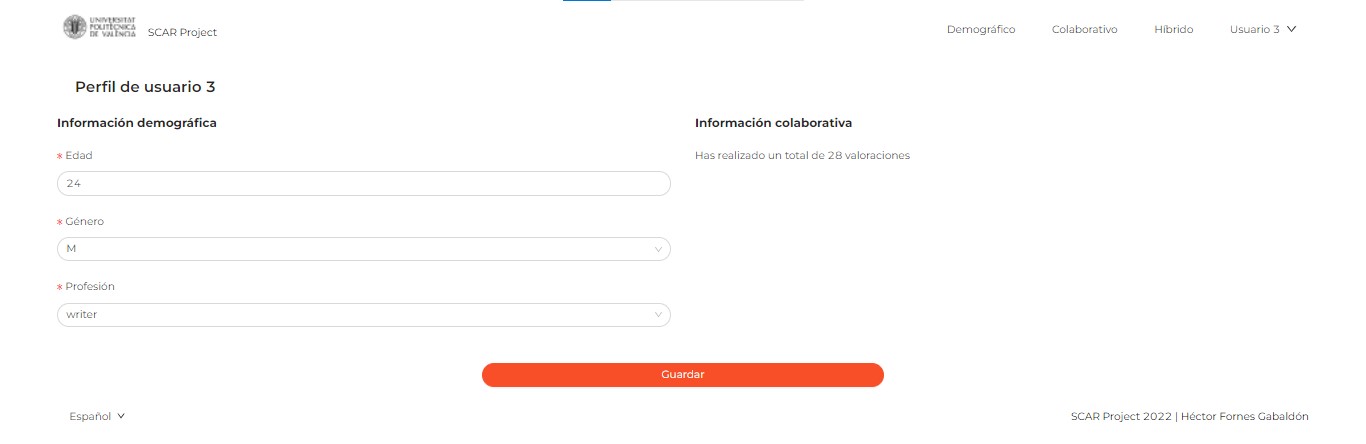 UNIVERSITAT
POLITÈCNICA
DE VALÈNCIA
SCAR Project
Demográfico
Colaborativo
Híbrido
Usuario 3
Perfil de usuario 3
Información demográfica
* Edad
24
* Género
M
* Profesión
writer
Información colaborativa
Has realizado un total de 28 valoraciones
Guardar
Español
SCAR Project 2022 | Héctor Fornes Gabaldón